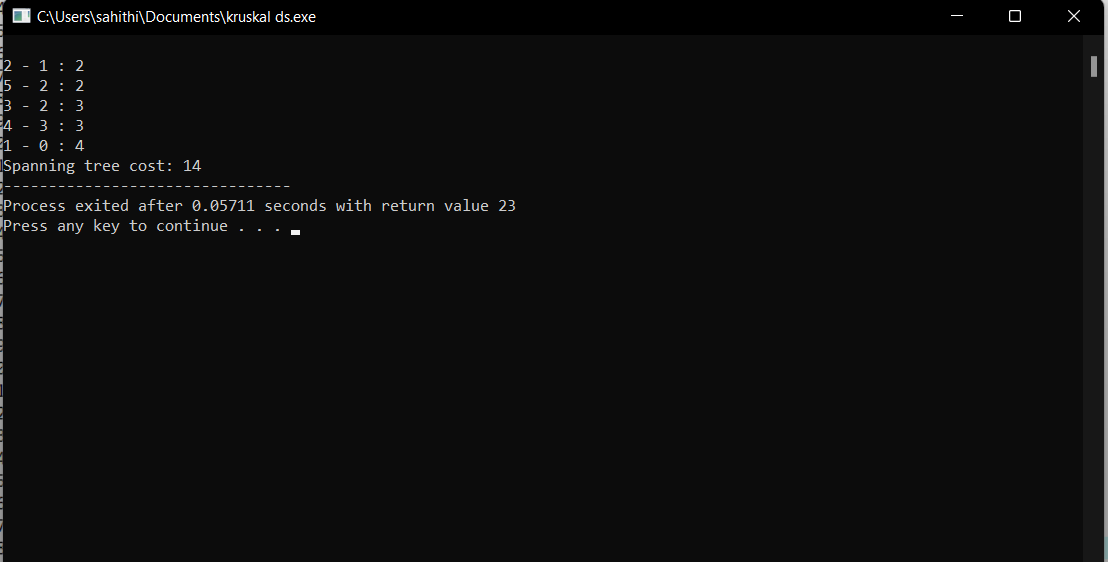 C:\Users\sahithi\Documents\kruskal ds.exe
2 - 1 : 2
5 - 2 : 2
3 - 2 : 3
4 - 3 : 3
1 - 0 : 4
Spanning tree cost: 14
--------------------------------
Process exited after 0.05711 seconds with return value 23
Press any key to continue . . .